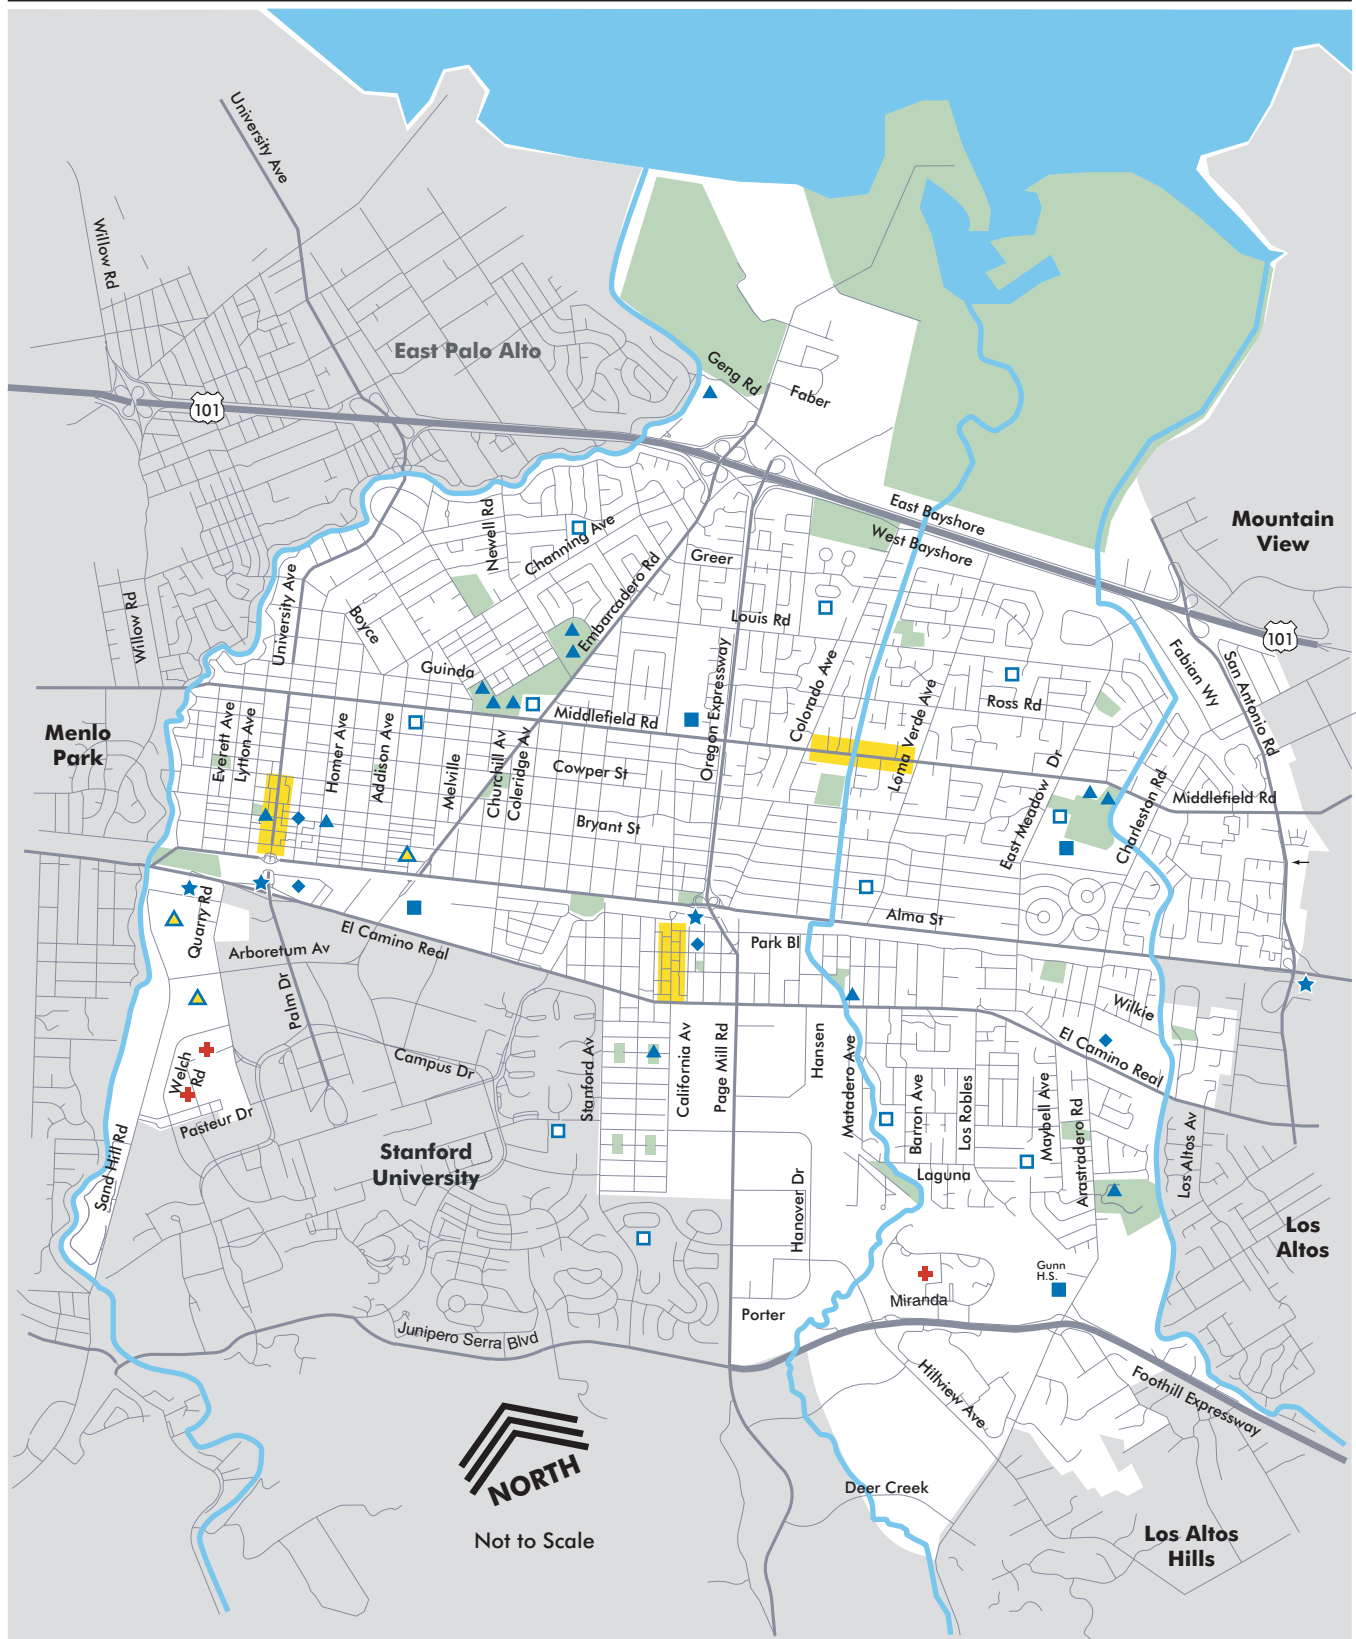 University Ave
Willow Rd
East Palo Alto
101
Geng Rd
Faber
East Bayshore
West Bayshore
Mountain
View
Newell Rd
Channing Ave
Embarcadero Rd
Greer
Louis Rd
University Ave
Boyce
Willow Rd
Guinda
Middlefield Rd
Oregon Expressway
Colorado Ave
Loma Verde Ave
Ross Rd
Fabian Wy
San Antonio Rd
101
Menlo
Park
Everett Ave
Lytton Ave
Homer Ave
Addison Ave
Melville
Churchill Av
Coleridge Av
Cowper St
Bryant St
East Meadow Dr
Charleston Rd
Middlefield Rd
Quarry Rd
Arboretum Av
El Camino Real
Palm Dr
Park Bl
Alma St
Wilkie
El Camino Real
Welch
Rd
Pasteur Dr
Campus Dr
Stanford Av
California Av
Page Mill Rd
Hansen
Matadero Ave
Barron Ave
Los Robles
Maybell Ave
Arastradero Rd
Los Altos Av
Sand Hill Rd
Stanford
University
Laguna
Hanover Dr
Los
Altos
Gunn
H.S.
Miranda
Porter
Junipero Serra Blvd
Hillview Ave
Foothill Expressway
NORTH
Not to Scale
Deer Creek
Los Altos
Hills